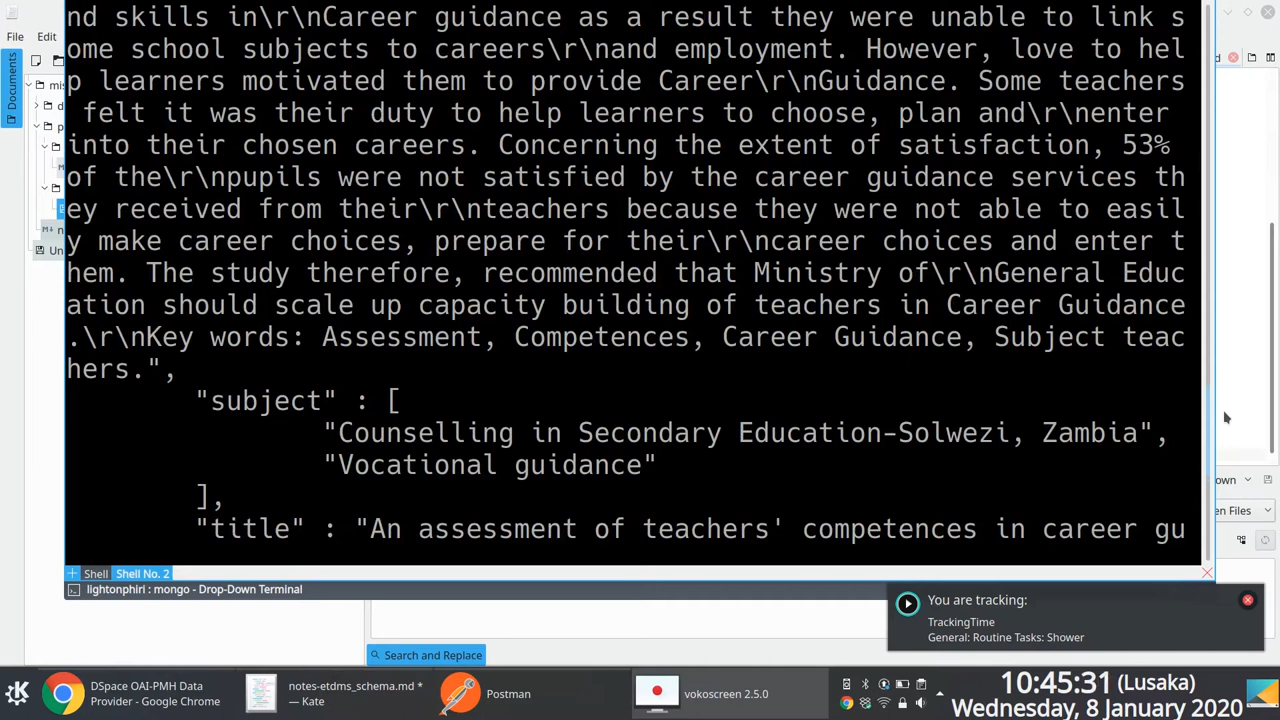 nd skills in\r\nCareer guidance as a result they were unable to link s
ome school subjects to careers\r\nand employment. However, love to hel
p learners motivated them to provide Career\r\nGuidance. Some teachers
 felt it was their duty to help learners to choose, plan and\r\nenter 
into their chosen careers. Concerning the extent of satisfaction, 53% 
of the\r\npupils were not satisfied by the career guidance services th
ey received from their\r\nteachers because they were not able to easil
y make career choices, prepare for their\r\ncareer choices and enter t
hem. The study therefore, recommended that Ministry of\r\nGeneral Educ
ation should scale up capacity building of teachers in Career Guidance
.\r\nKey words: Assessment, Competences, Career Guidance, Subject teac
hers.",
"subject" : [
"Counselling in Secondary Education-Solwezi, Zambia",
"Vocational guidance"
],
"title" : "An assessment of teachers' competences in career gu
File Edit
Documents
mis
d
p
n
Un
own
en Files
Shell
Shell No. 2
lightonphiri : mongo - Drop-Down Terminal
You are tracking:
TrackingTime
General: Routine Tasks: Shower
Search and Replace
DSpace OAI-PMH Data
Provider - Google Chrome
notes-etdms_schema.md *
— Kate
Postman
vokoscreen 2.5.0
10:45:31 (Lusaka)
Wednesday, 8 January 2020